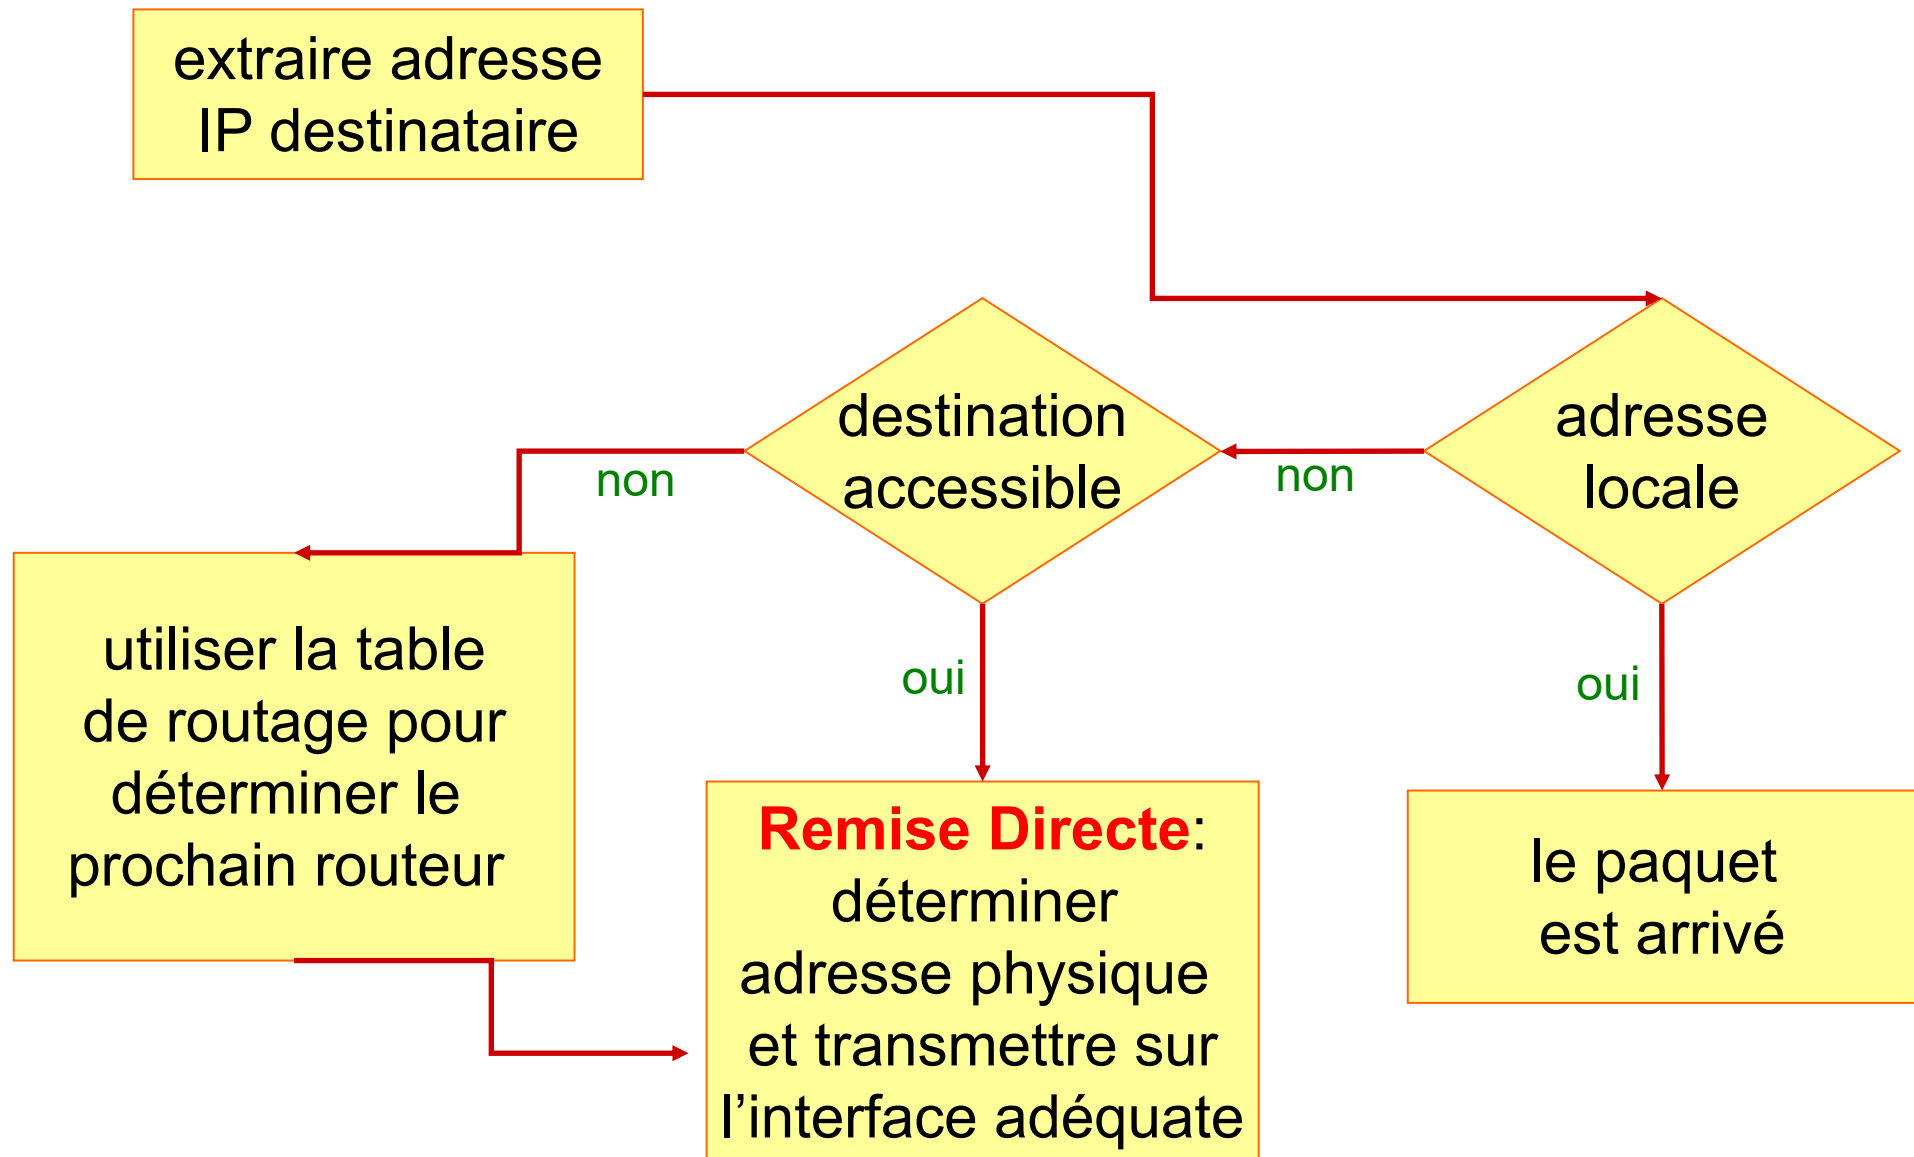 extraire adresse
IP destinataire
adresse
locale
non
destination
accessible
non
oui
oui
utiliser la table
de routage pour
déterminer le
prochain routeur
Remise Directe:
déterminer
adresse physique
et transmettre sur
l’interface adéquate
le paquet
est arrivé